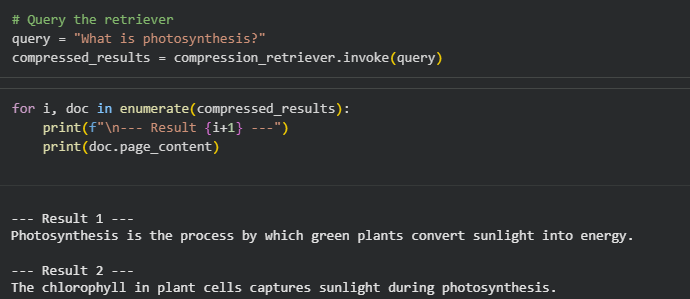 # Query the retriever
query = "What is photosynthesis?"
compressed_results = compression_retriever.invoke(query)
for i, doc in enumerate(compressed_results):
    print(f"\n--- Result {i+1} ---")
    print(doc.page_content)
--- Result 1 ---
Photosynthesis is the process by which green plants convert sunlight into energy.
--- Result 2 ---
The chlorophyll in plant cells captures sunlight during photosynthesis.